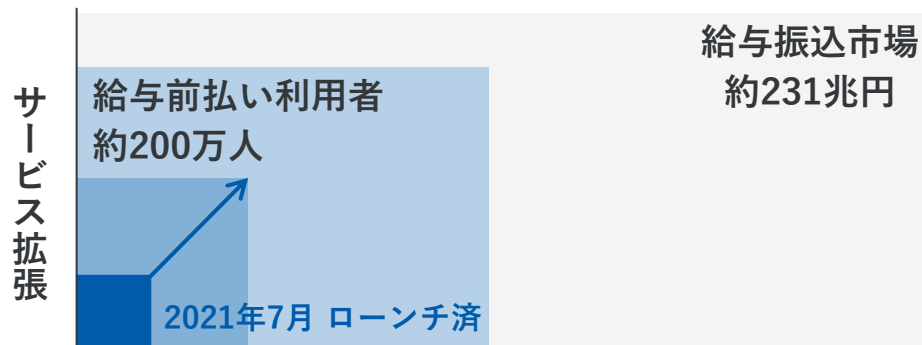 給与振込市場
約231兆円
給与前払い利用者
約200万人
サービス拡張
2021年7月 ローンチ済